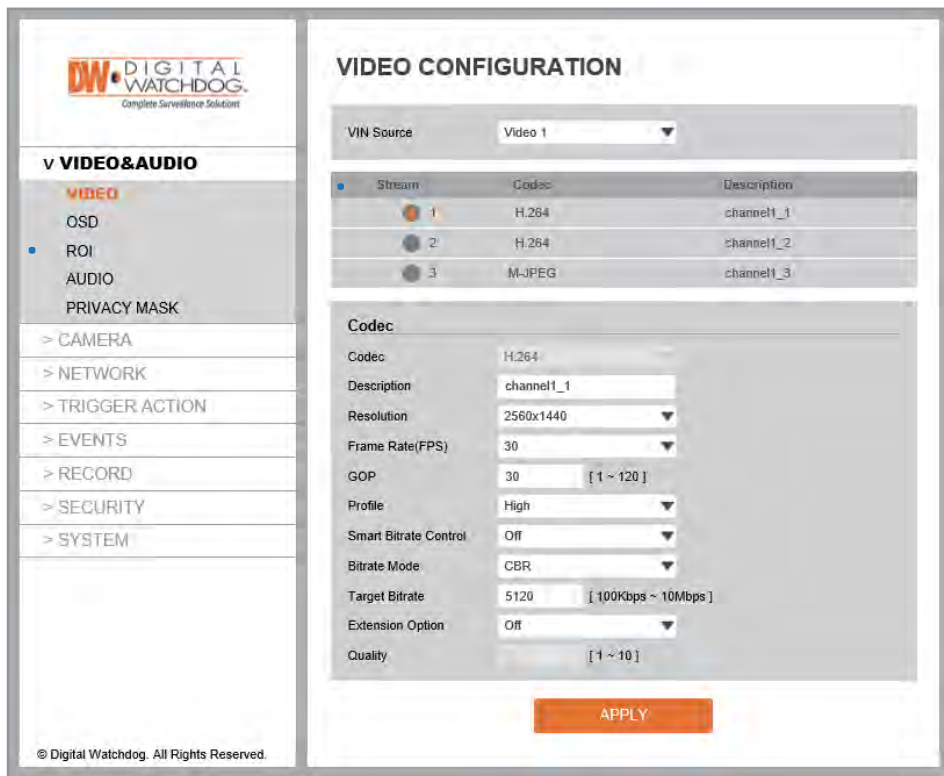 DW DIGITAL
WATCHDOG.
Complete Surveillance Solutions
v VIDEO&AUDIO
VIDEO
OSD
ROI
AUDIO
PRIVACY MASK
> CAMERA
> NETWORK
> TRIGGER ACTION
> EVENTS
> RECORD
> SECURITY
> SYSTEM
© Digital Watchdog. All Rights Reserved.
VIDEO CONFIGURATION
VIN Source Video 1
Stream Codec Description
1 H.264 channel1_1
2 H.264 channel1_2
3 M-JPEG channel1_3
Codec
Codec H.264
Description channel1_1
Resolution 2560x1440
Frame Rate(FPS) 30
GOP 30 [ 1 ~ 120 ]
Profile High
Smart Bitrate Control Off
Bitrate Mode CBR
Target Bitrate 5120 [ 100Kbps ~ 10Mbps ]
Extension Option Off
Quality [ 1 ~ 10 ]
APPLY